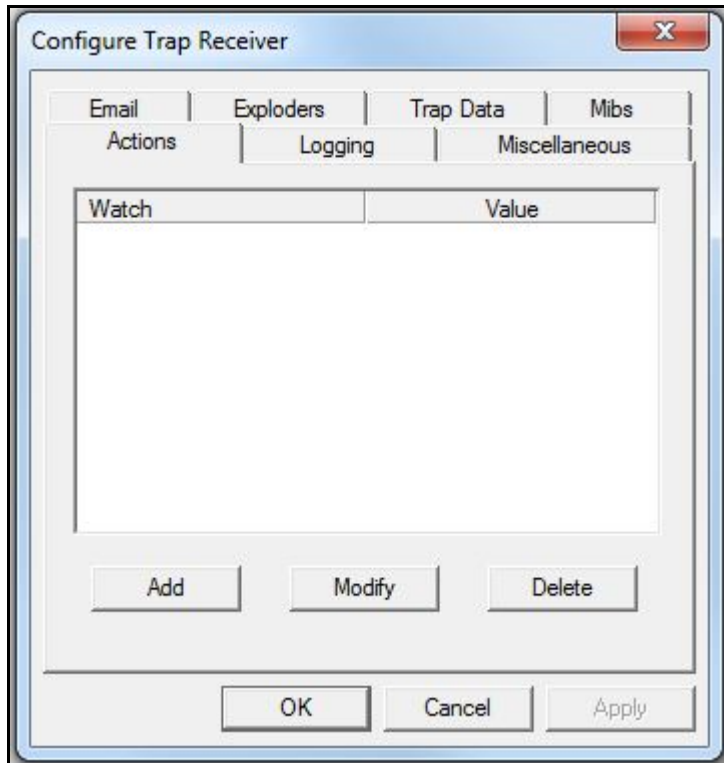 Configure Trap Receiver
Email Exploders Trap Data Mibs
Actions Logging Miscellaneous
Watch Value
Add Modify Delete
OK Cancel Apply